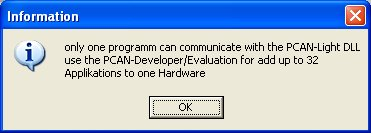 Information
only one programm can communicate with the PCAN-Light DLL
use the PCAN-Developer/Evaluation for add up to 32
Applikations to one Hardware
OK